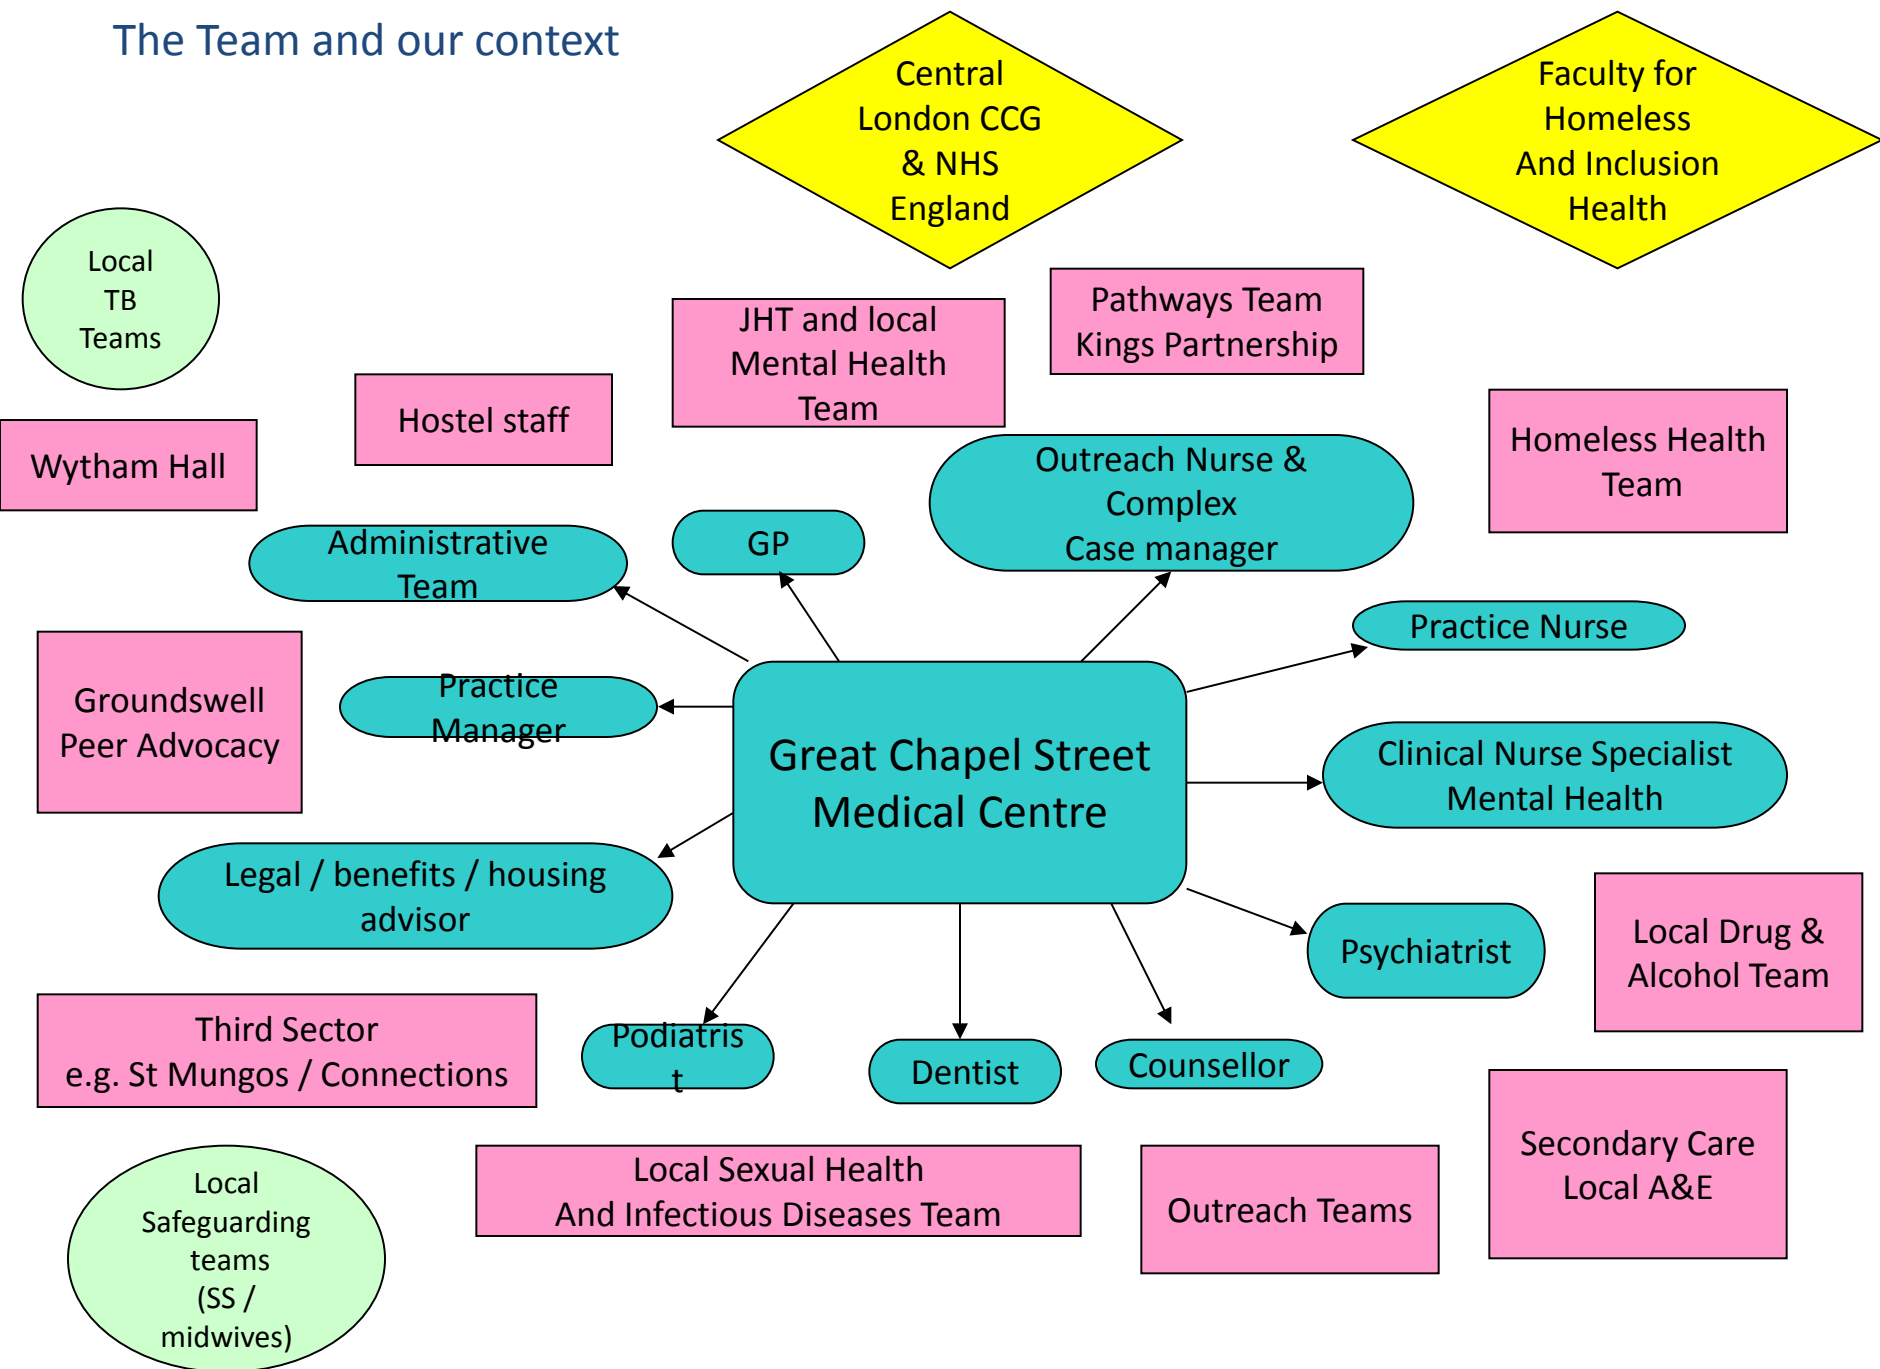 The Team and our context
Central
London CCG
& NHS
England
Faculty for
Homeless
And Inclusion
Health
Local
TB
Teams
JHT and local
Mental Health
Team
Pathways Team
Kings Partnership
Hostel staff
Wytham Hall
Homeless Health
Team
Outreach Nurse &
Complex
Case manager
Administrative
Team
GP
Practice Nurse
Groundswell
Peer Advocacy
Practice
Manager
Great Chapel Street
Medical Centre
Clinical Nurse Specialist
Mental Health
Legal / benefits / housing
advisor
Psychiatrist
Local Drug &
Alcohol Team
Third Sector
e.g. St Mungos / Connections
Podiatris
t
Dentist
Counsellor
Secondary Care
Local A&E
Local
Safeguarding
teams
(SS /
midwives)
Local Sexual Health
And Infectious Diseases Team
Outreach Teams